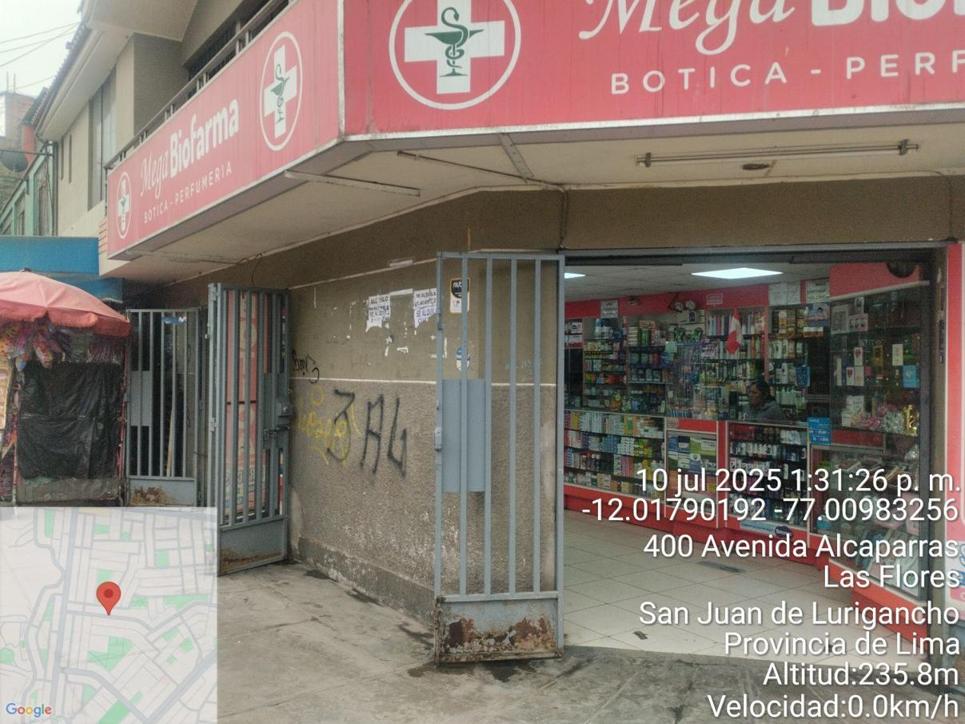 Mega Biofarma
BOTICA - PERFUMERIA
Mega
BOTICA - PERF
3AL
10 jul 2025 1:31:26 p. m.
-12.01790192 -77.00983256
400 Avenida Alcaparras
Las Flores
San Juan de Lurigancho
Provincia de Lima
Altitud:235.8m
Velocidad:0.0km/h
Google